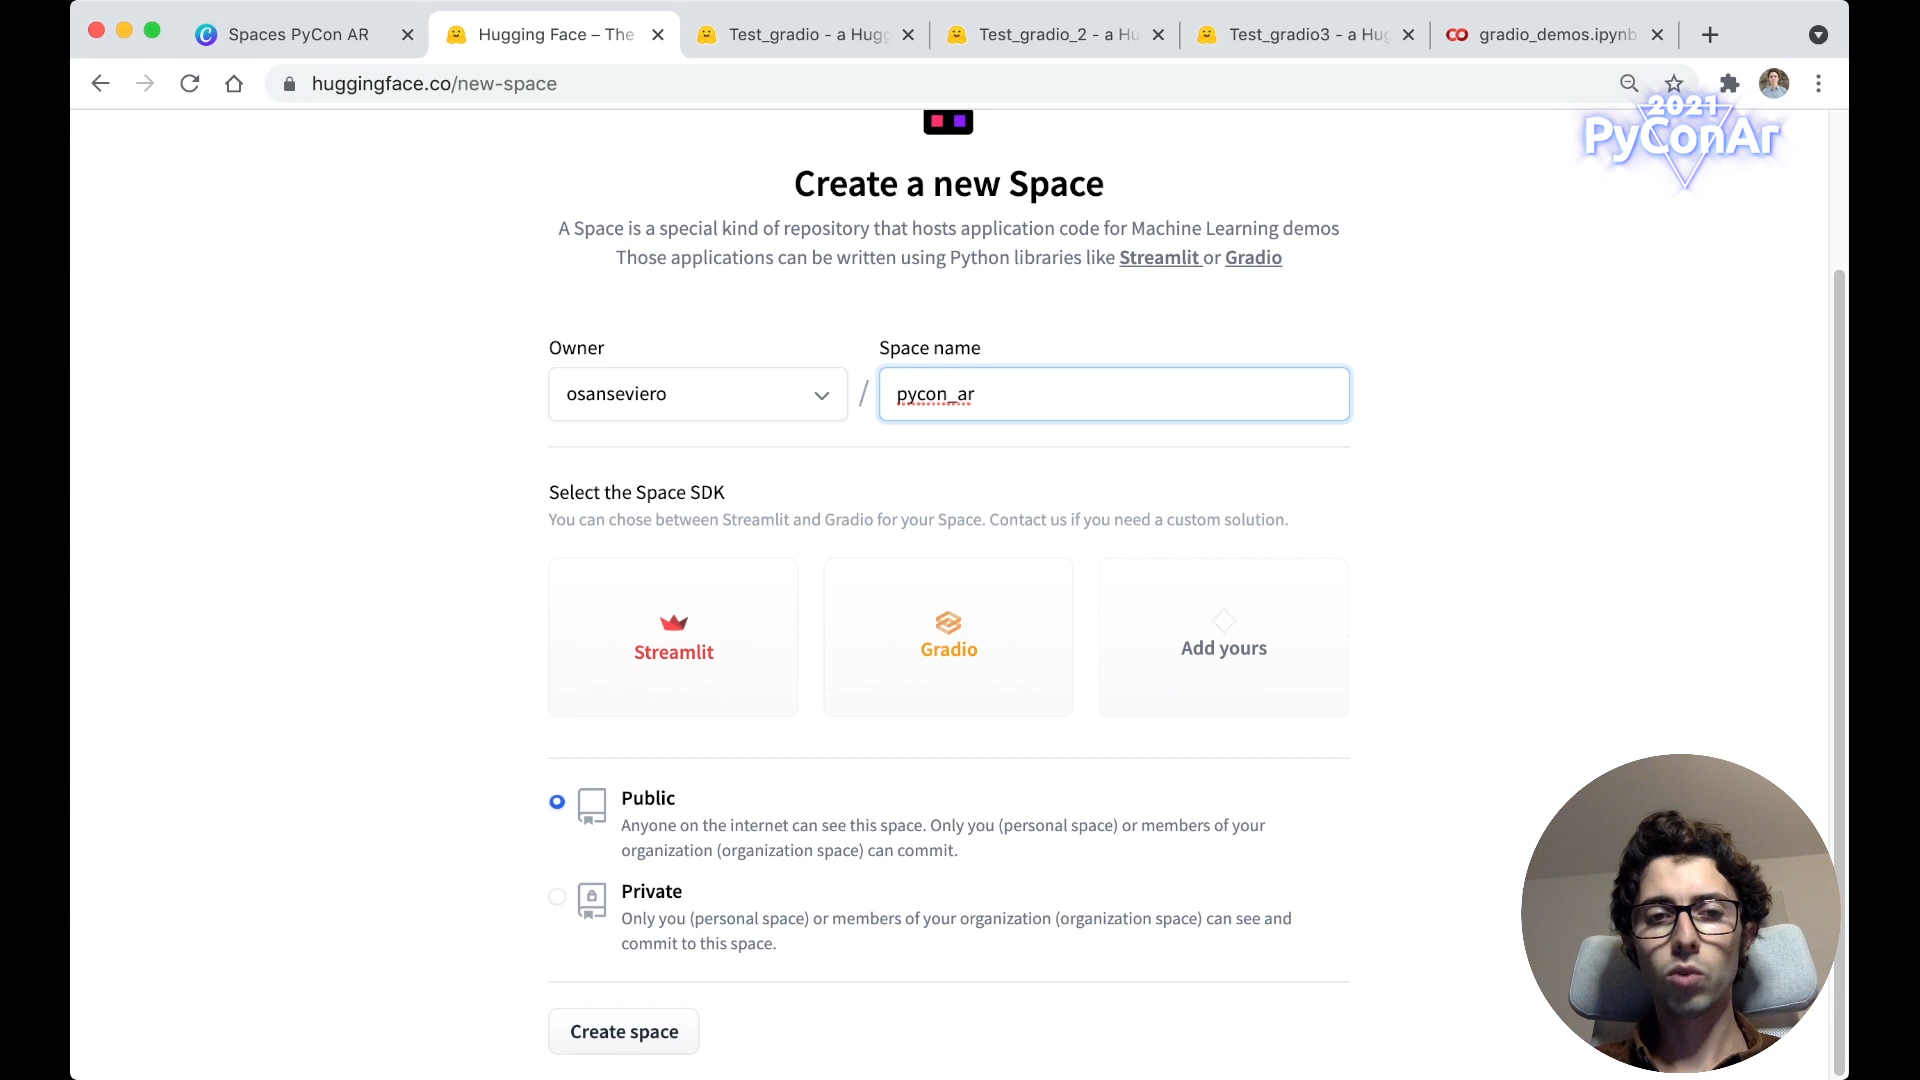 Spaces PyCon AR
Hugging Face – The
Test_gradio - a Hugg
Test_gradio_2 - a Hu
Test_gradio3 - a Hug
gradio_demos.ipynb
huggingface.co/new-space
2021
PyConAr
Create a new Space
A Space is a special kind of repository that hosts application code for Machine Learning demos
Those applications can be written using Python libraries like Streamlit or Gradio
Owner
Space name
osanseviero
/
pycon_ar
Select the Space SDK
You can chose between Streamlit and Gradio for your Space. Contact us if you need a custom solution.
Streamlit
Gradio
Add yours
Public
Anyone on the internet can see this space. Only you (personal space) or members of your
organization (organization space) can commit.
Private
Only you (personal space) or members of your organization (organization space) can see and
commit to this space.
Create space